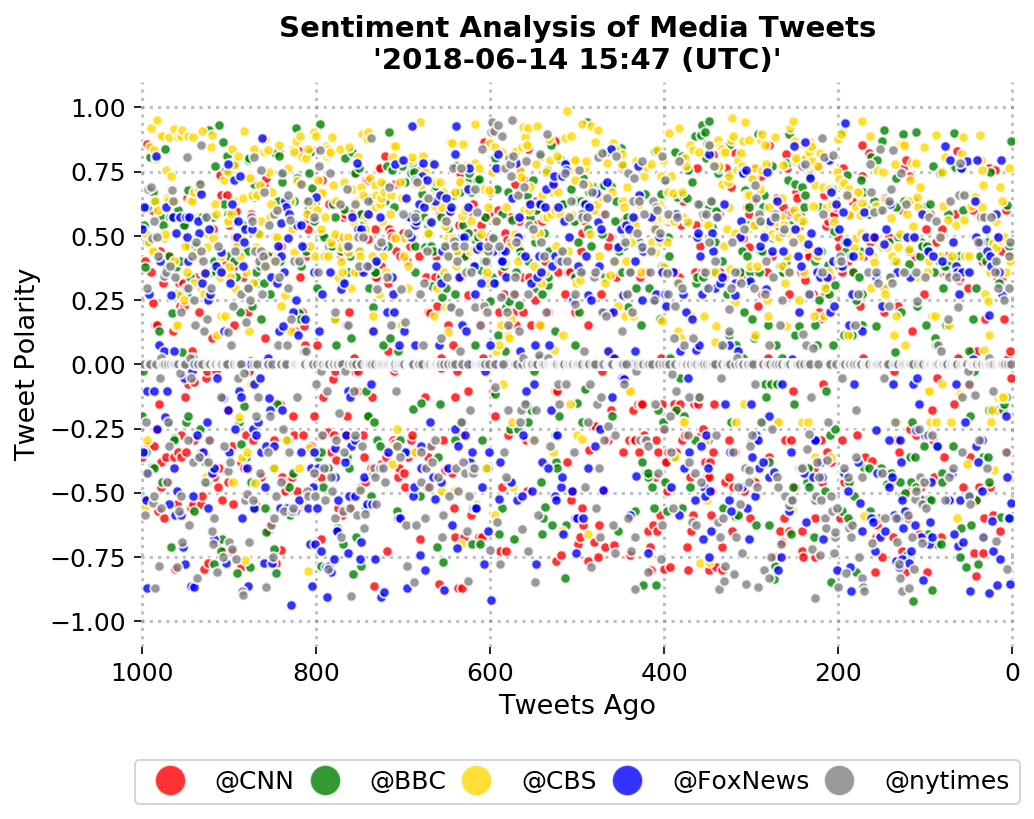 Sentiment Analysis of Media Tweets
'2018-06-14 15:47 (UTC)'
Tweet Polarity
1.00
0.75
0.50
0.25
0.00
−0.25
−0.50
−0.75
−1.00
1000 800 600 400 200 0
Tweets Ago
@CNN @BBC @CBS @FoxNews @nytimes